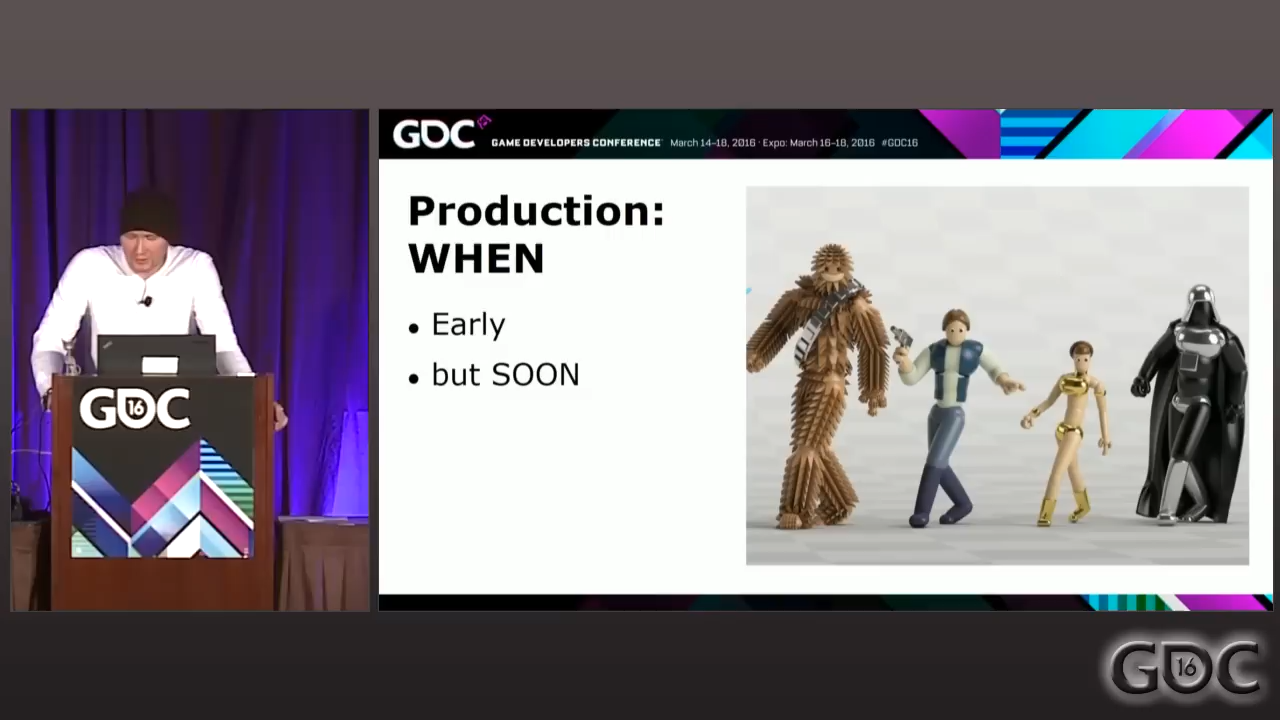 GDC
GAME DEVELOPERS CONFERENCE March 14–18, 2016 · Expo: March 16–18, 2016 #GDC16
Production:
WHEN
• Early
• but SOON
GDC
16
GDC
16